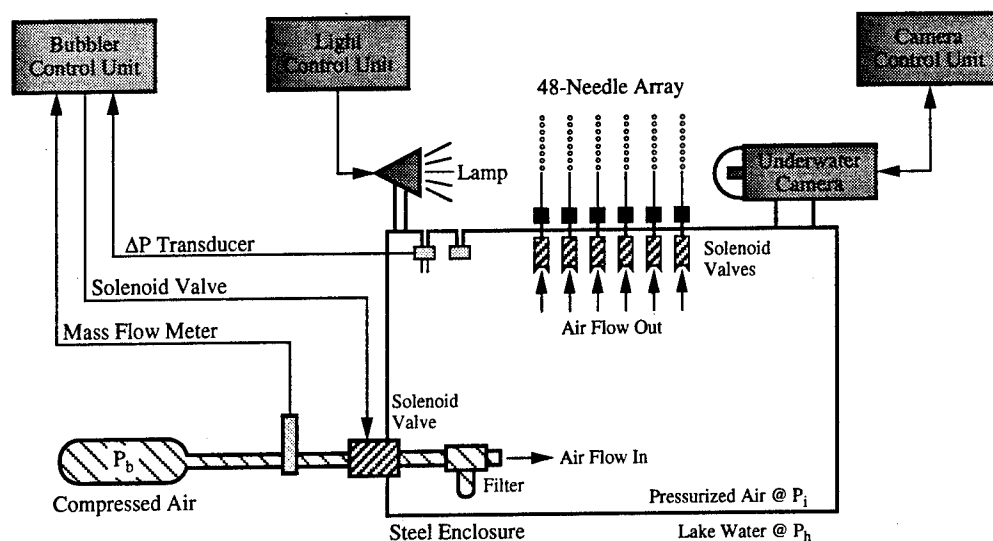 Bubbler
Control Unit
Light
Control Unit
Camera
Control Unit
48-Needle Array
Lamp
Underwater
Camera
ΔP Transducer
Solenoid
Valves
Solenoid Valve
Air Flow Out
Mass Flow Meter
Solenoid
Valve
P_b
Air Flow In
Filter
Compressed Air
Pressurized Air @ P_i
Steel Enclosure
Lake Water @ P_h